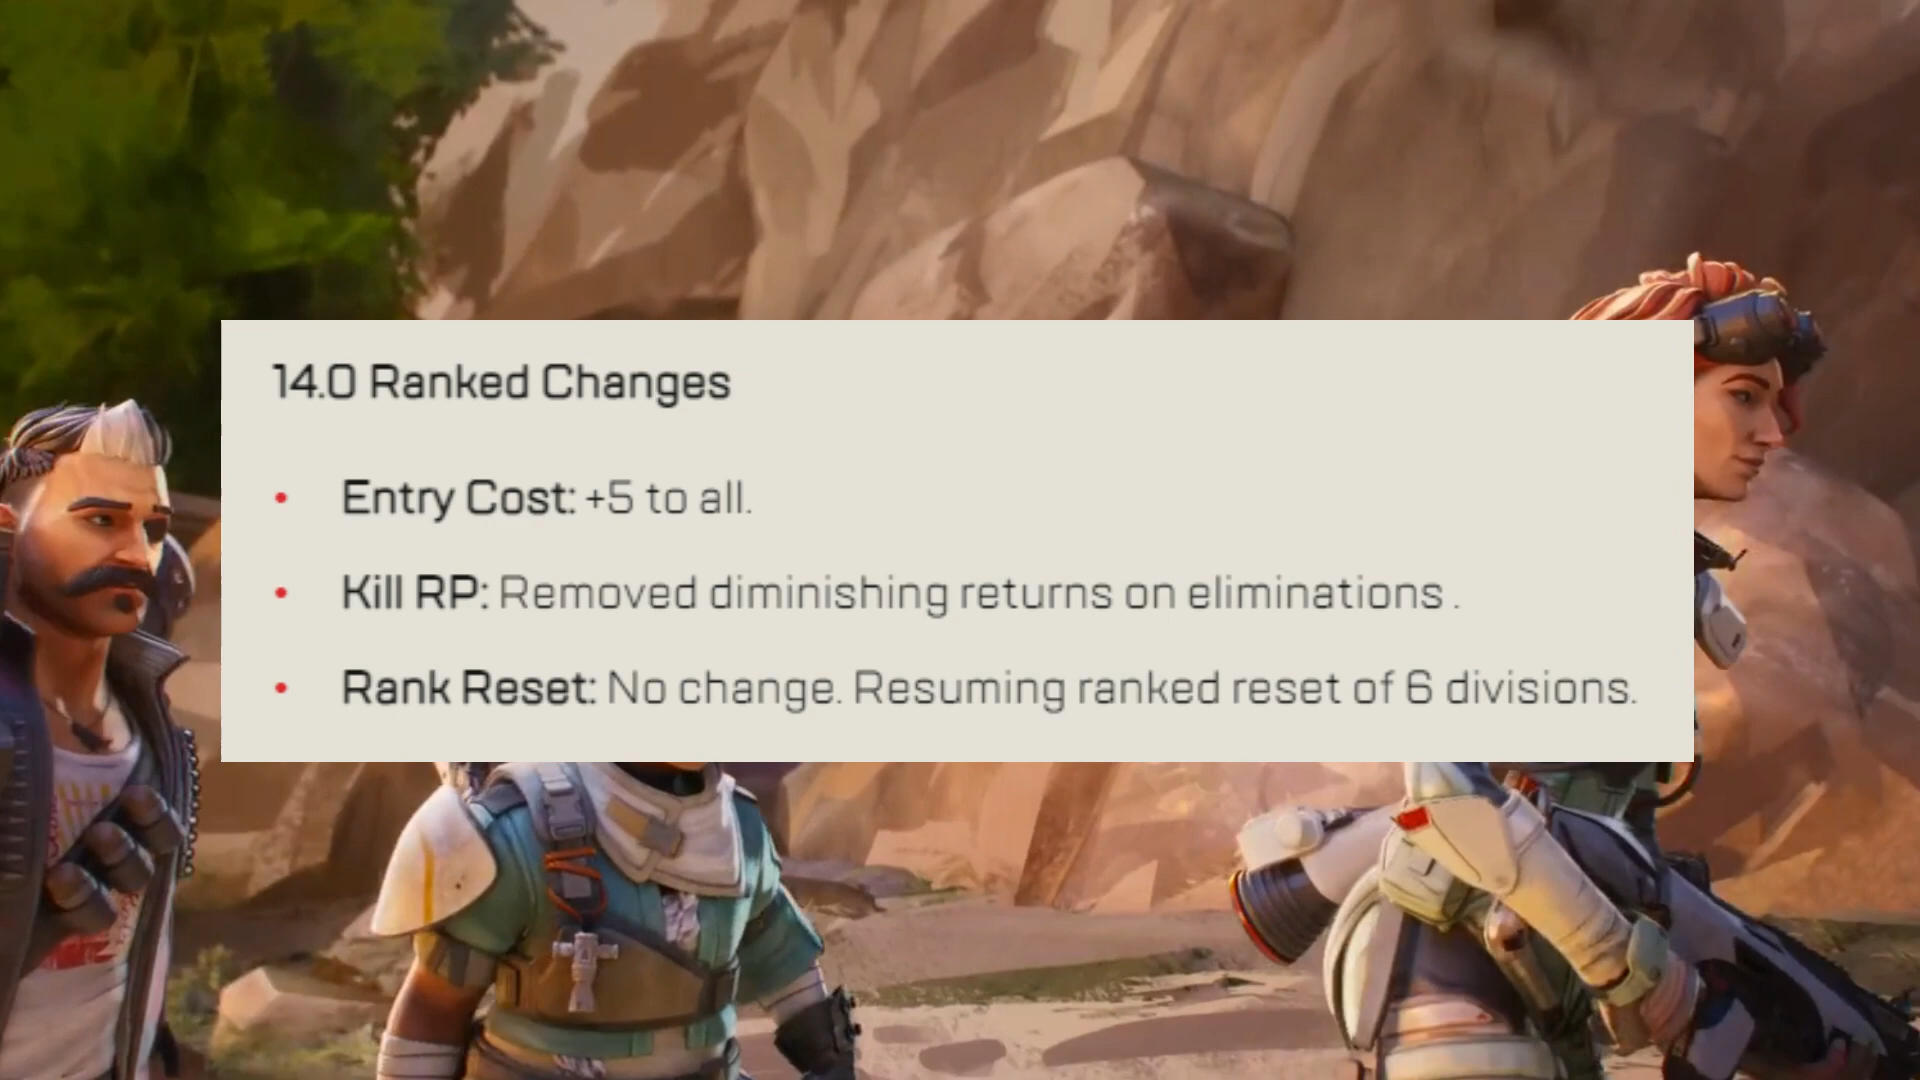 14.0 Ranked Changes
• Entry Cost: +5 to all.
• Kill RP: Removed diminishing returns on eliminations .
• Rank Reset: No change. Resuming ranked reset of 6 divisions.